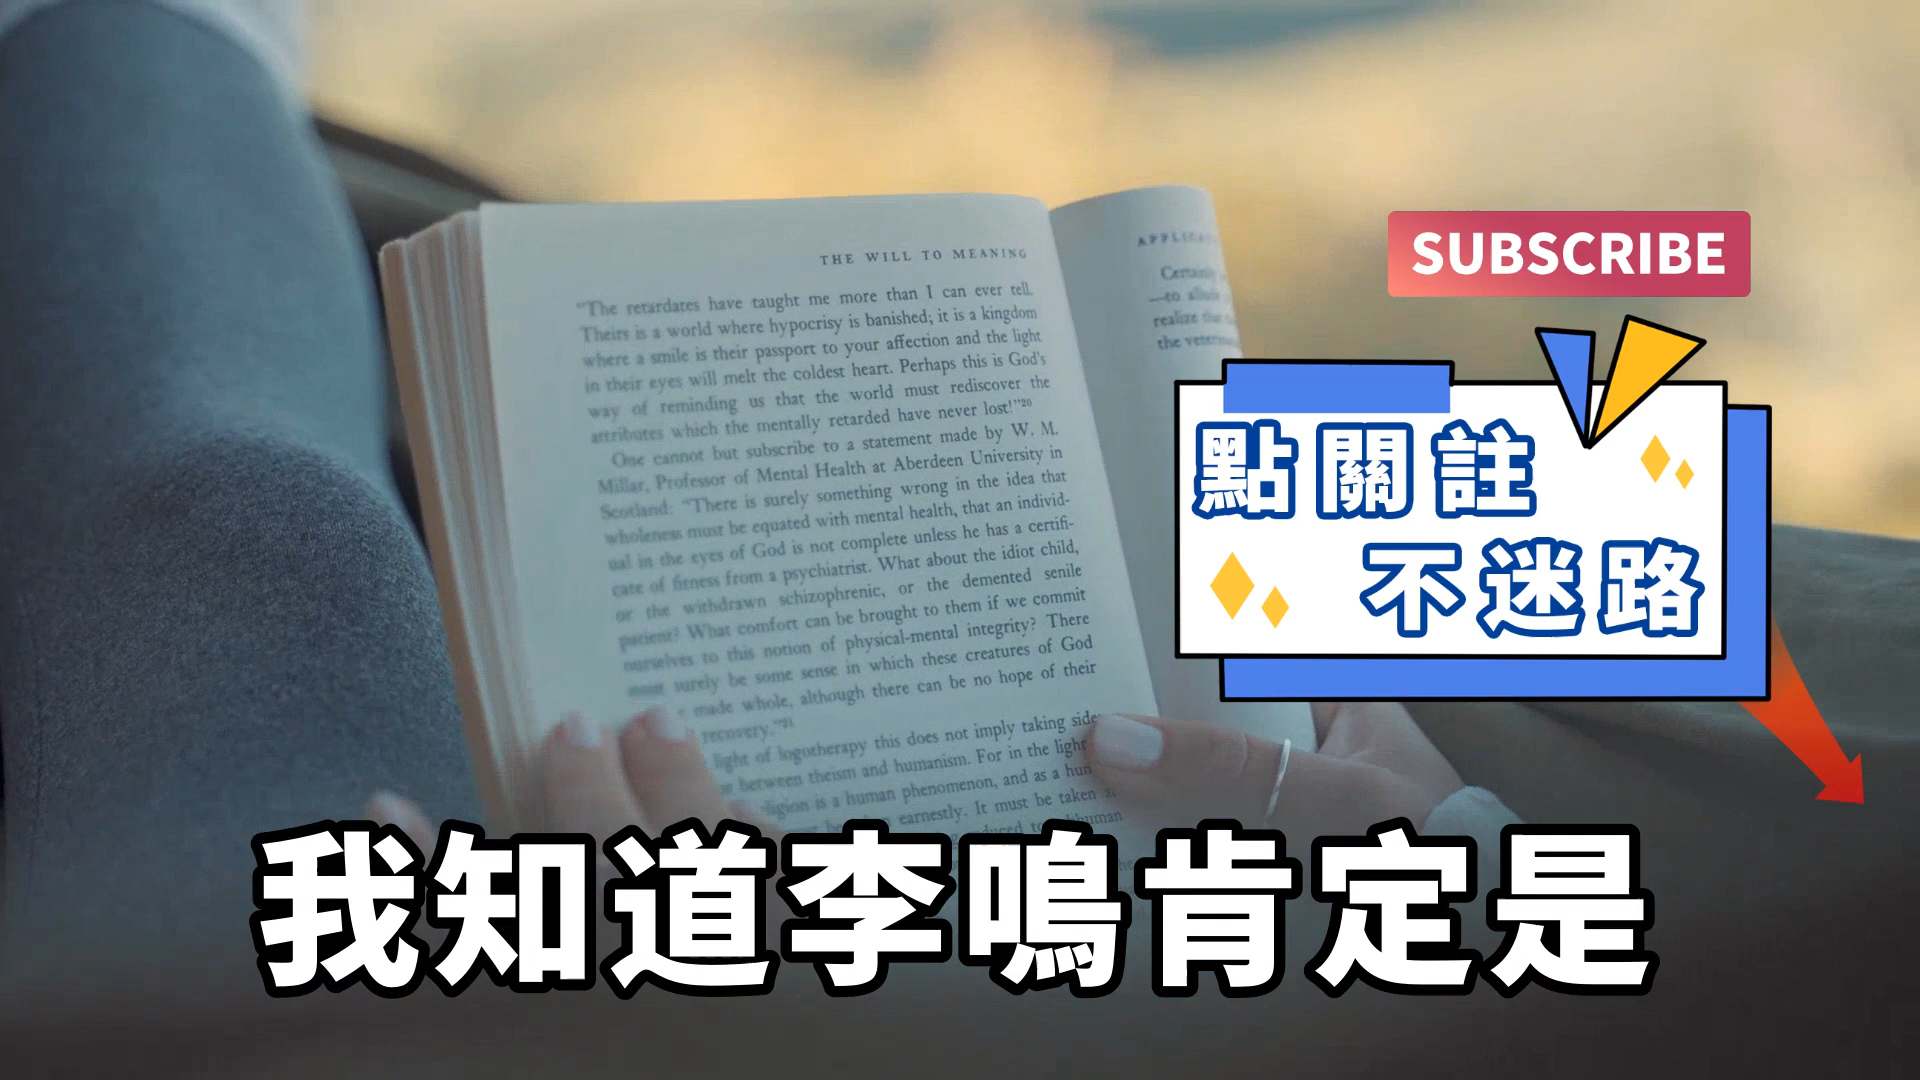 THE WILL TO MEANING
"The retardates have taught me more than I can ever tell.
Theirs is a world where hypocrisy is banished; it is a kingdom
where a smile is their passport to your affection and the light
in their eyes will melt the coldest heart. Perhaps this is God's
way of reminding us that the world must rediscover the
attributes which the mentally retarded have never lost!"20
One cannot but subscribe to a statement made by W. M.
Millar, Professor of Mental Health at Aberdeen University in
Scotland: "There is surely something wrong in the idea that
wholeness must be equated with mental health, that an individ-
ual in the eyes of God is not complete unless he has a certifi-
cate of fitness from a psychiatrist. What about the idiot child,
or the withdrawn schizophrenic, or the demented senile
patient? What comfort can be brought to them if we commit
ourselves to this notion of physical-mental integrity? There
must surely be some sense in which these creatures of God
made whole, although there can be no hope of their
recovery."21
light of logotherapy this does not imply taking sides
between theism and humanism. For in the light
is a human phenomenon, and as a hum
earnestly. It must be taken
Certainly
—to
realize
the
SUBSCRIBE
點關註
不迷路
我知道李鳴肯定是